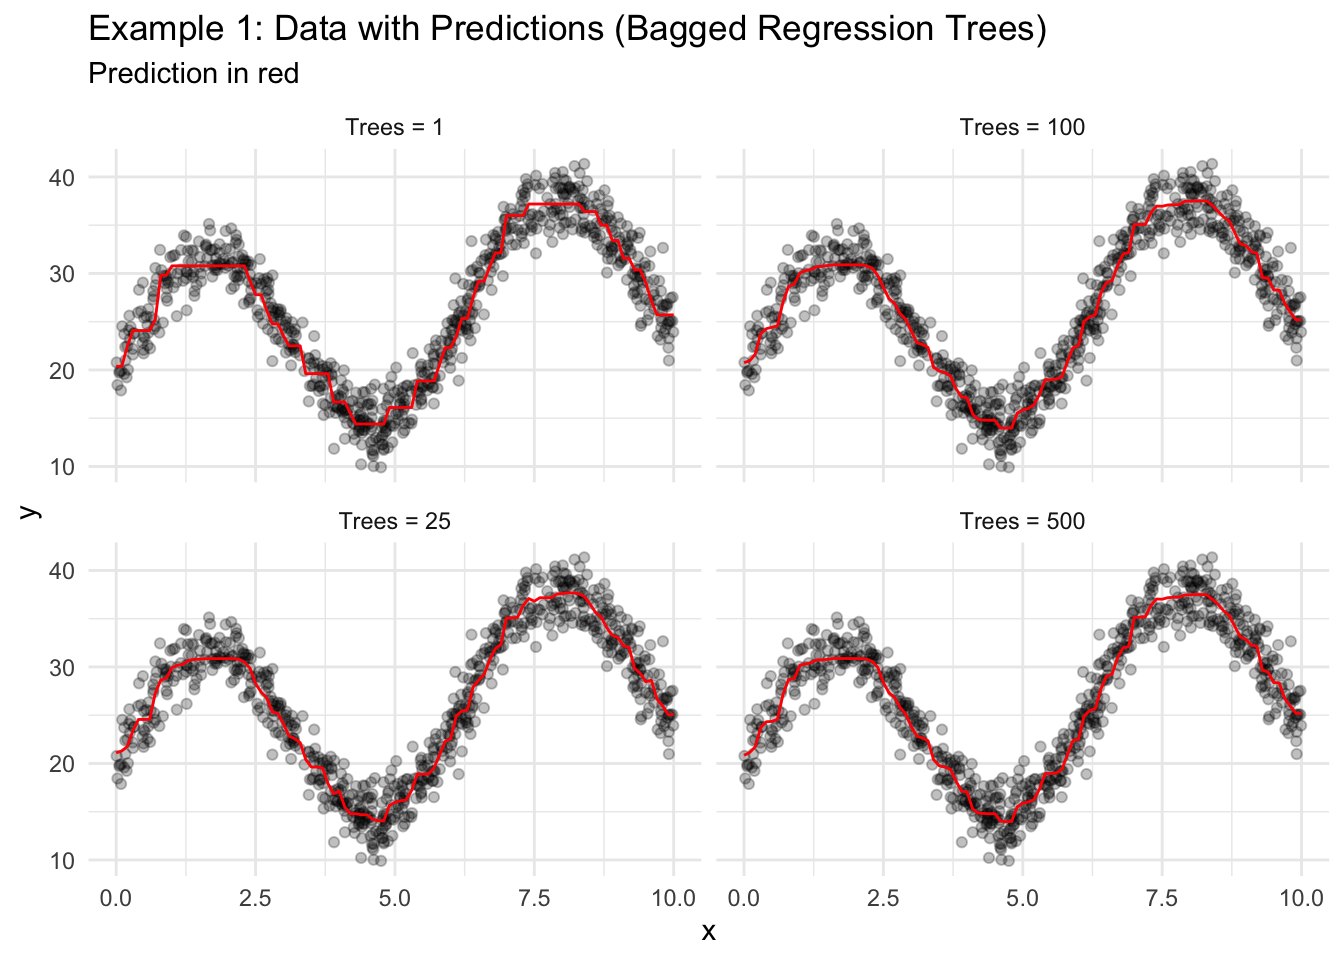 Example 1: Data with Predictions (Bagged Regression Trees)
Prediction in red
Trees = 1
Trees = 100
40
30
20
10
y
Trees = 25
Trees = 500
40
30
20
10
0.0 2.5 5.0 7.5 10.0 0.0 2.5 5.0 7.5 10.0
x